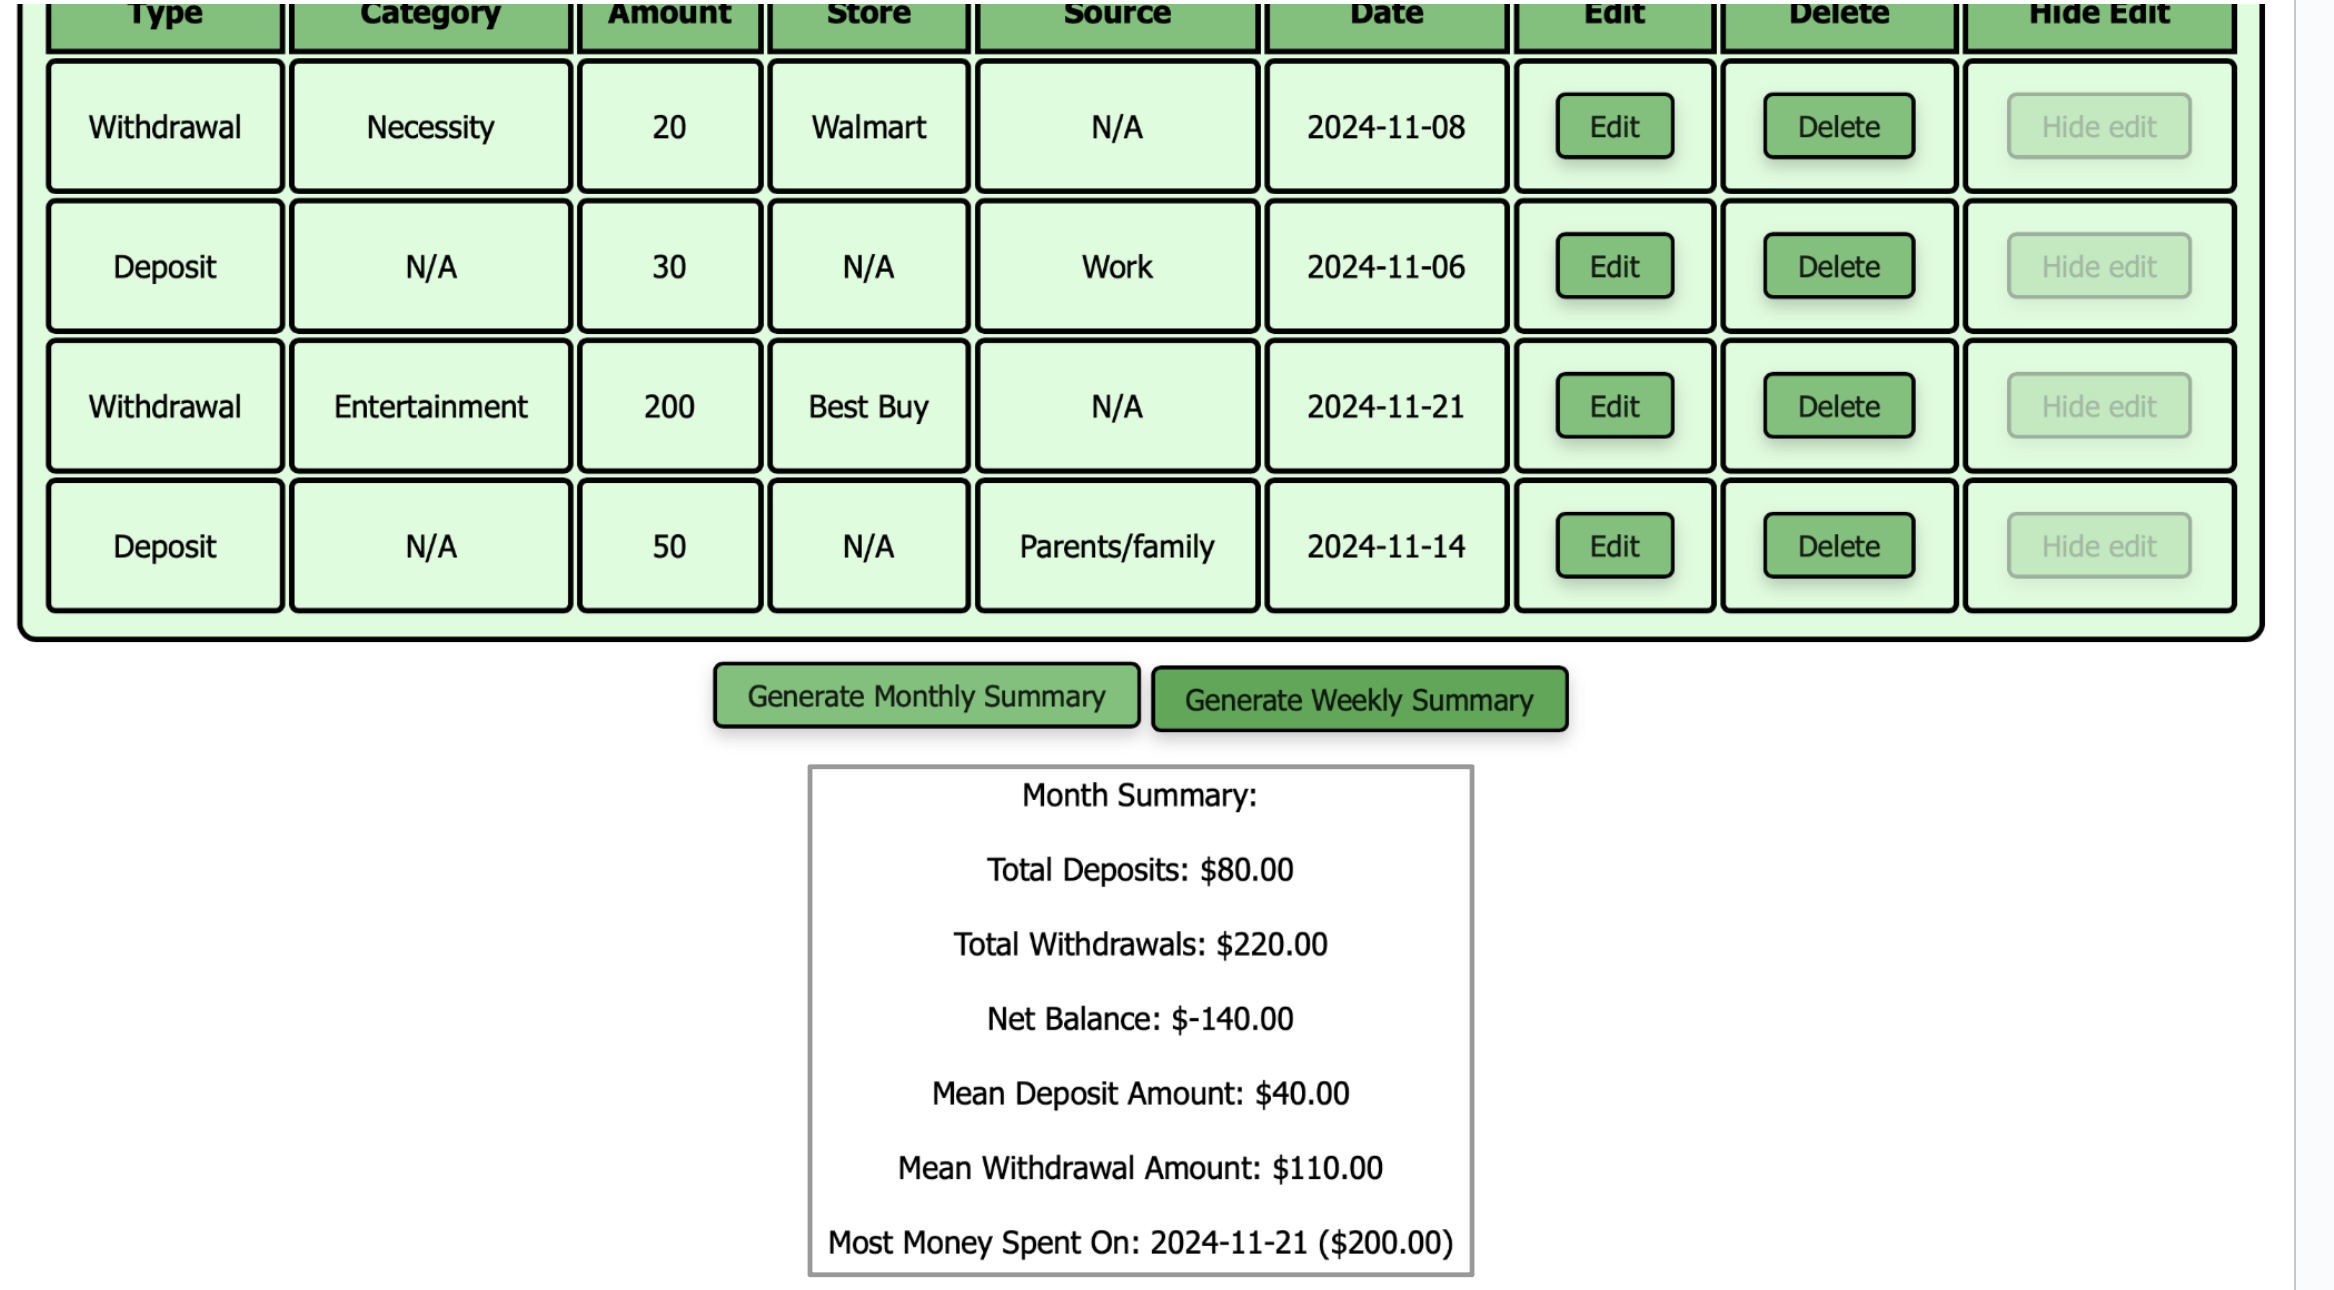 Type Category Amount Store Source Date Edit Delete Hide Edit
Withdrawal Necessity 20 Walmart N/A 2024-11-08 Edit Delete Hide edit
Deposit N/A 30 N/A Work 2024-11-06 Edit Delete Hide edit
Withdrawal Entertainment 200 Best Buy N/A 2024-11-21 Edit Delete Hide edit
Deposit N/A 50 N/A Parents/family 2024-11-14 Edit Delete Hide edit
Generate Monthly Summary Generate Weekly Summary
Month Summary:
Total Deposits: $80.00
Total Withdrawals: $220.00
Net Balance: $-140.00
Mean Deposit Amount: $40.00
Mean Withdrawal Amount: $110.00
Most Money Spent On: 2024-11-21 ($200.00)